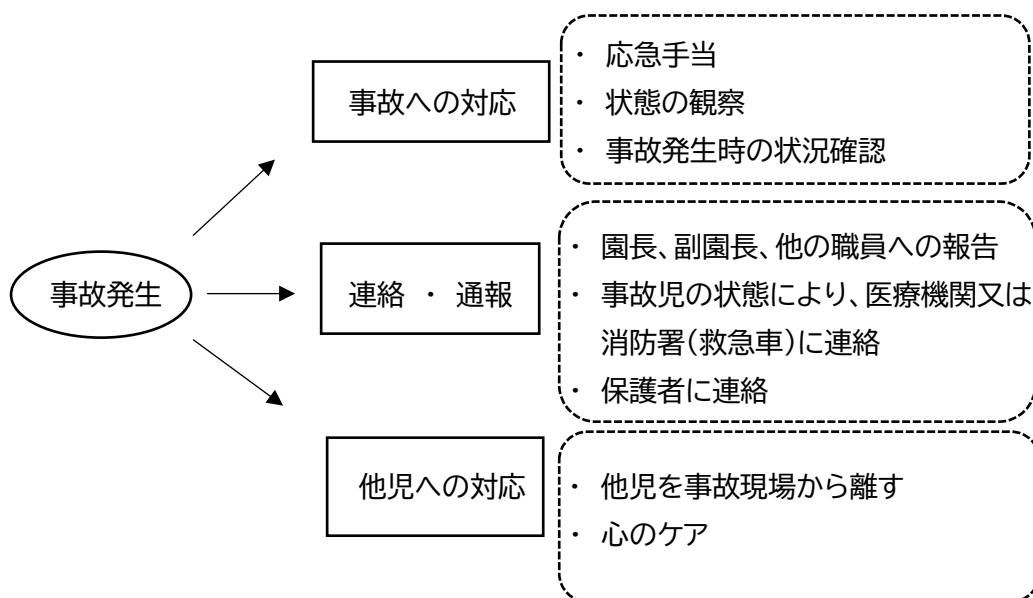 事故への対応
・ 応急手当
・ 状態の観察
・ 事故発生時の状況確認
事故発生
連絡 ・ 通報
・ 園長、副園長、他の職員への報告
・ 事故児の状態により、医療機関又は
消防署(救急車)に連絡
・ 保護者に連絡
他児への対応
・ 他児を事故現場から離す
・ 心のケア